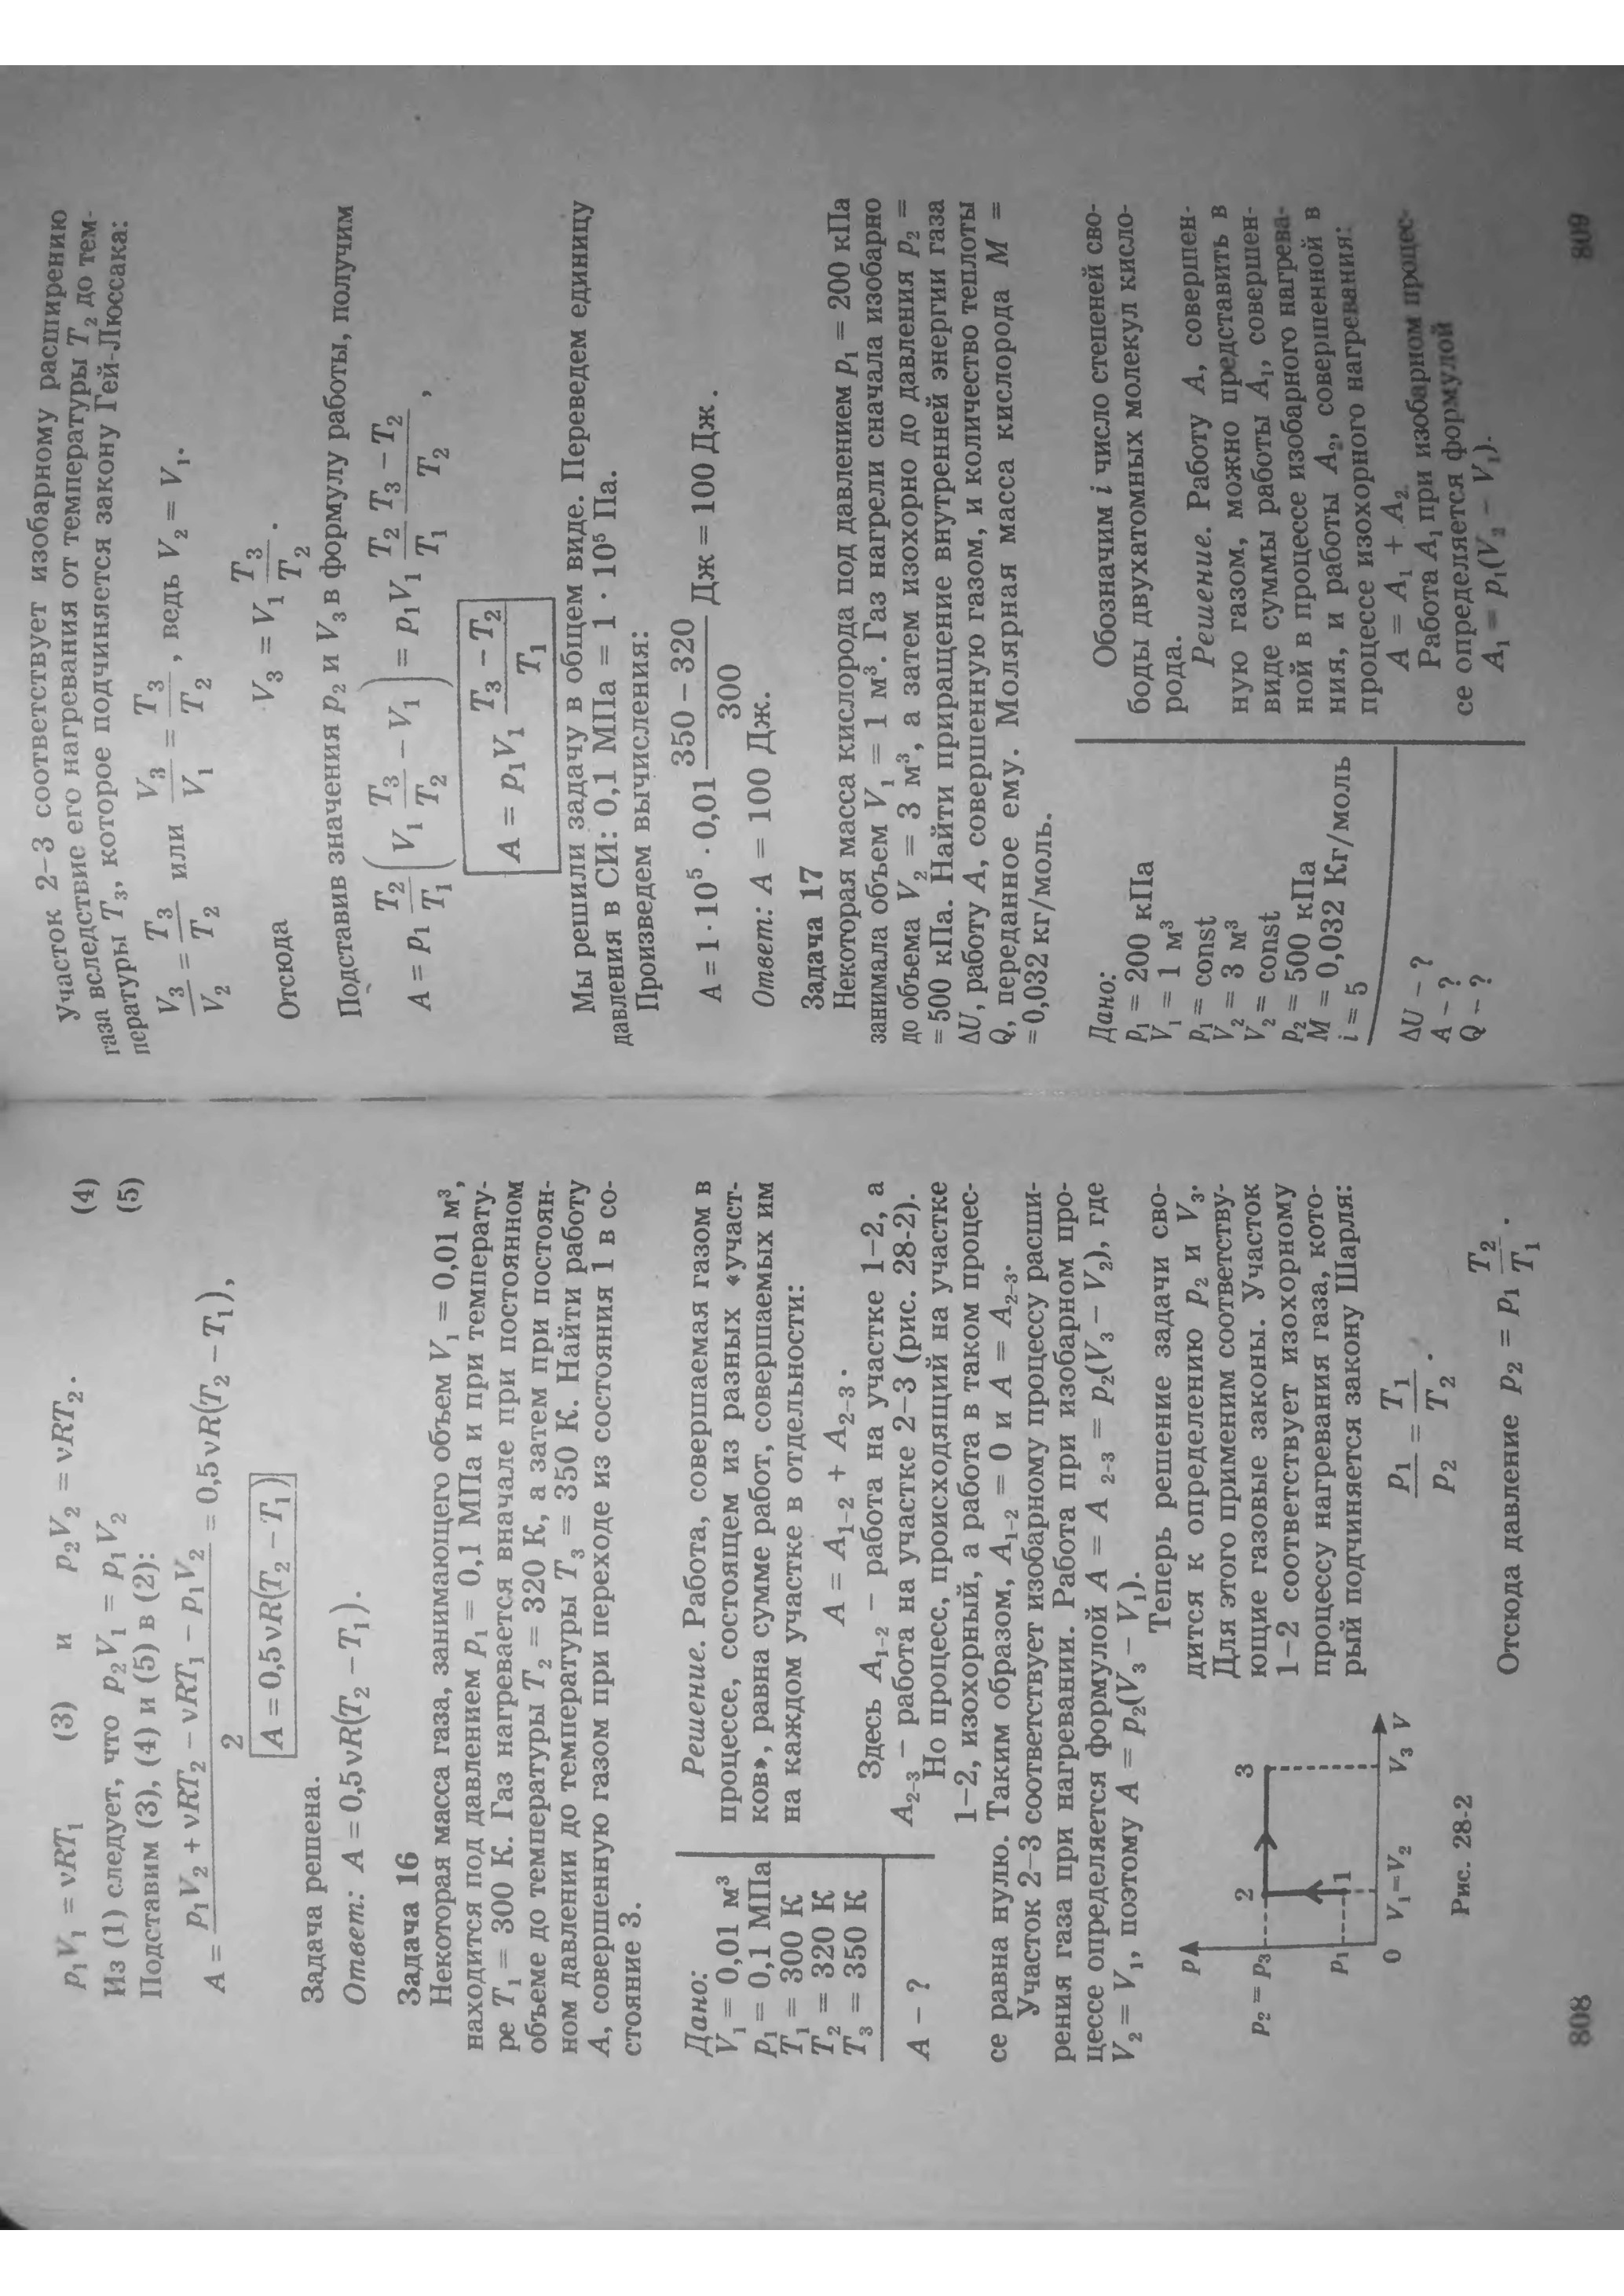 p₁V₁ = νRT₁ (3) и p₂V₂ = νRT₂. (4)
Из (1) следует, что p₂V₁ = p₁V₂ (5)
Подставим (3), (4) и (5) в (2):
A = (p₁V₂ + νRT₂ − νRT₁ − p₁V₂)/2 = 0,5νR(T₂ − T₁),
A = 0,5νR(T₂ − T₁)
Задача решена.
Ответ: A = 0,5νR(T₂ − T₁).
Задача 16
Некоторая масса газа, занимающего объем V₁ = 0,01 м³,
находится под давлением p₁ = 0,1 МПа и при температу-
ре T₁ = 300 К. Газ нагревается вначале при постоянном
объеме до температуры T₂ = 320 К, а затем при постоян-
ном давлении до температуры T₃ = 350 К. Найти работу
A, совершенную газом при переходе из состояния 1 в со-
стояние 3.
Дано:
V₁ = 0,01 м³
p₁ = 0,1 МПа
T₁ = 300 К
T₂ = 320 К
T₃ = 350 К
A − ?
Решение. Работа, совершаемая газом в
процессе, состоящем из разных «участ-
ков», равна сумме работ, совершаемых им
на каждом участке в отдельности:
A = A₁₋₂ + A₂₋₃.
Здесь A₁₋₂ − работа на участке 1−2, а
A₂₋₃ − работа на участке 2−3 (рис. 28-2).
Но процесс, происходящий на участке
1−2, изохорный, а работа в таком процес-
се равна нулю. Таким образом, A₁₋₂ = 0 и A = A₂₋₃.
Участок 2−3 соответствует изобарному процессу расши-
рения газа при нагревании. Работа при изобарном про-
цессе определяется формулой A = A ₂₋₃ = p₂(V₃ − V₂), где
V₂ = V₁, поэтому A = p₂(V₃ − V₁).
p
p₂ = p₃
2
3
p₁
1
0
V₁=V₂
V₃
V
Рис. 28-2
Теперь решение задачи сво-
дится к определению p₂ и V₃.
Для этого применим соответству-
ющие газовые законы. Участок
1−2 соответствует изохорному
процессу нагревания газа, кото-
рый подчиняется закону Шарля:
p₁/p₂ = T₁/T₂.
Отсюда давление p₂ = p₁ T₂/T₁.
808
Участок 2−3 соответствует изобарному расширению
газа вследствие его нагревания от температуры T₂ до тем-
пературы T₃, которое подчиняется закону Гей-Люссака:
V₃/V₂ = T₃/T₂ или V₃/V₁ = T₃/T₂, ведь V₂ = V₁.
Отсюда V₃ = V₁ T₃/T₂.
Подставив значения p₂ и V₃ в формулу работы, получим
A = p₁ T₂/T₁ (V₁ T₃/T₂ − V₁) = p₁V₁ T₂/T₁ (T₃ − T₂)/T₂,
A = p₁V₁ (T₃ − T₂)/T₁
Мы решили задачу в общем виде. Переведем единицу
давления в СИ: 0,1 МПа = 1 · 10⁵ Па.
Произведем вычисления:
A = 1 · 10⁵ · 0,01 (350 − 320)/300 Дж = 100 Дж.
Ответ: A = 100 Дж.
Задача 17
Некоторая масса кислорода под давлением p₁ = 200 кПа
занимала объем V₁ = 1 м³. Газ нагрели сначала изобарно
до объема V₂ = 3 м³, а затем изохорно до давления p₂ =
= 500 кПа. Найти приращение внутренней энергии газа
ΔU, работу A, совершенную газом, и количество теплоты
Q, переданное ему. Молярная масса кислорода M =
= 0,032 кг/моль.
Дано:
p₁ = 200 кПа
V₁ = 1 м³
p₁ = const
V₂ = 3 м³
V₂ = const
p₂ = 500 кПа
M = 0,032 Кг/моль
i = 5
ΔU − ?
A − ?
Q − ?
Обозначим i число степеней сво-
боды двухатомных молекул кисло-
рода.
Решение. Работу A, совершен-
ную газом, можно представить в
виде суммы работы A₁, совершен-
ной в процессе изобарного нагрева-
ния, и работы A₂, совершенной в
процессе изохорного нагревания:
A = A₁ + A₂.
Работа A₁ при изобарном процес-
се определяется формулой
A₁ = p₁(V₂ − V₁).
809